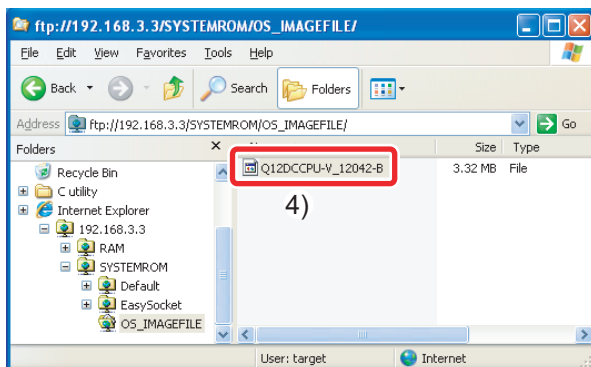 ftp://192.168.3.3/SYSTEMROM/OS_IMAGEFILE/
File Edit View Favorites Tools Help
Back Search Folders
Address ftp://192.168.3.3/SYSTEMROM/OS_IMAGEFILE/ Go
Folders Size Type
Recycle Bin
Q12DCCPU-V_12042-B 3.32 MB File
C utility
4)
Internet Explorer
192.168.3.3
RAM
SYSTEMROM
Default
EasySocket
OS_IMAGEFILE
User: target Internet